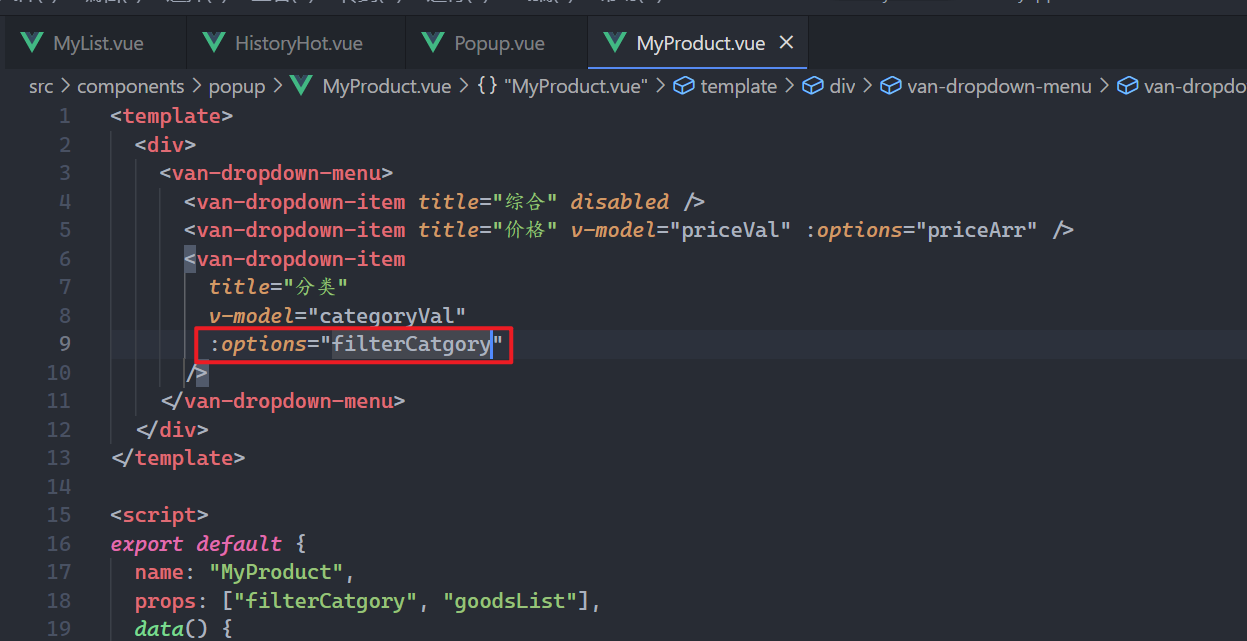 MyList.vue HistoryHot.vue Popup.vue MyProduct.vue
src > components > popup > MyProduct.vue > {} "MyProduct.vue" > template > div > van-dropdown-menu > van-dropdo
1 <template>
2 <div>
3 <van-dropdown-menu>
4 <van-dropdown-item title="综合" disabled />
5 <van-dropdown-item title="价格" v-model="priceVal" :options="priceArr" />
6 <van-dropdown-item
7 title="分类"
8 v-model="categoryVal"
9 :options="filterCatgory"
10 />
11 </van-dropdown-menu>
12 </div>
13 </template>
14
15 <script>
16 export default {
17 name: "MyProduct",
18 props: ["filterCatgory", "goodsList"],
19 data() {